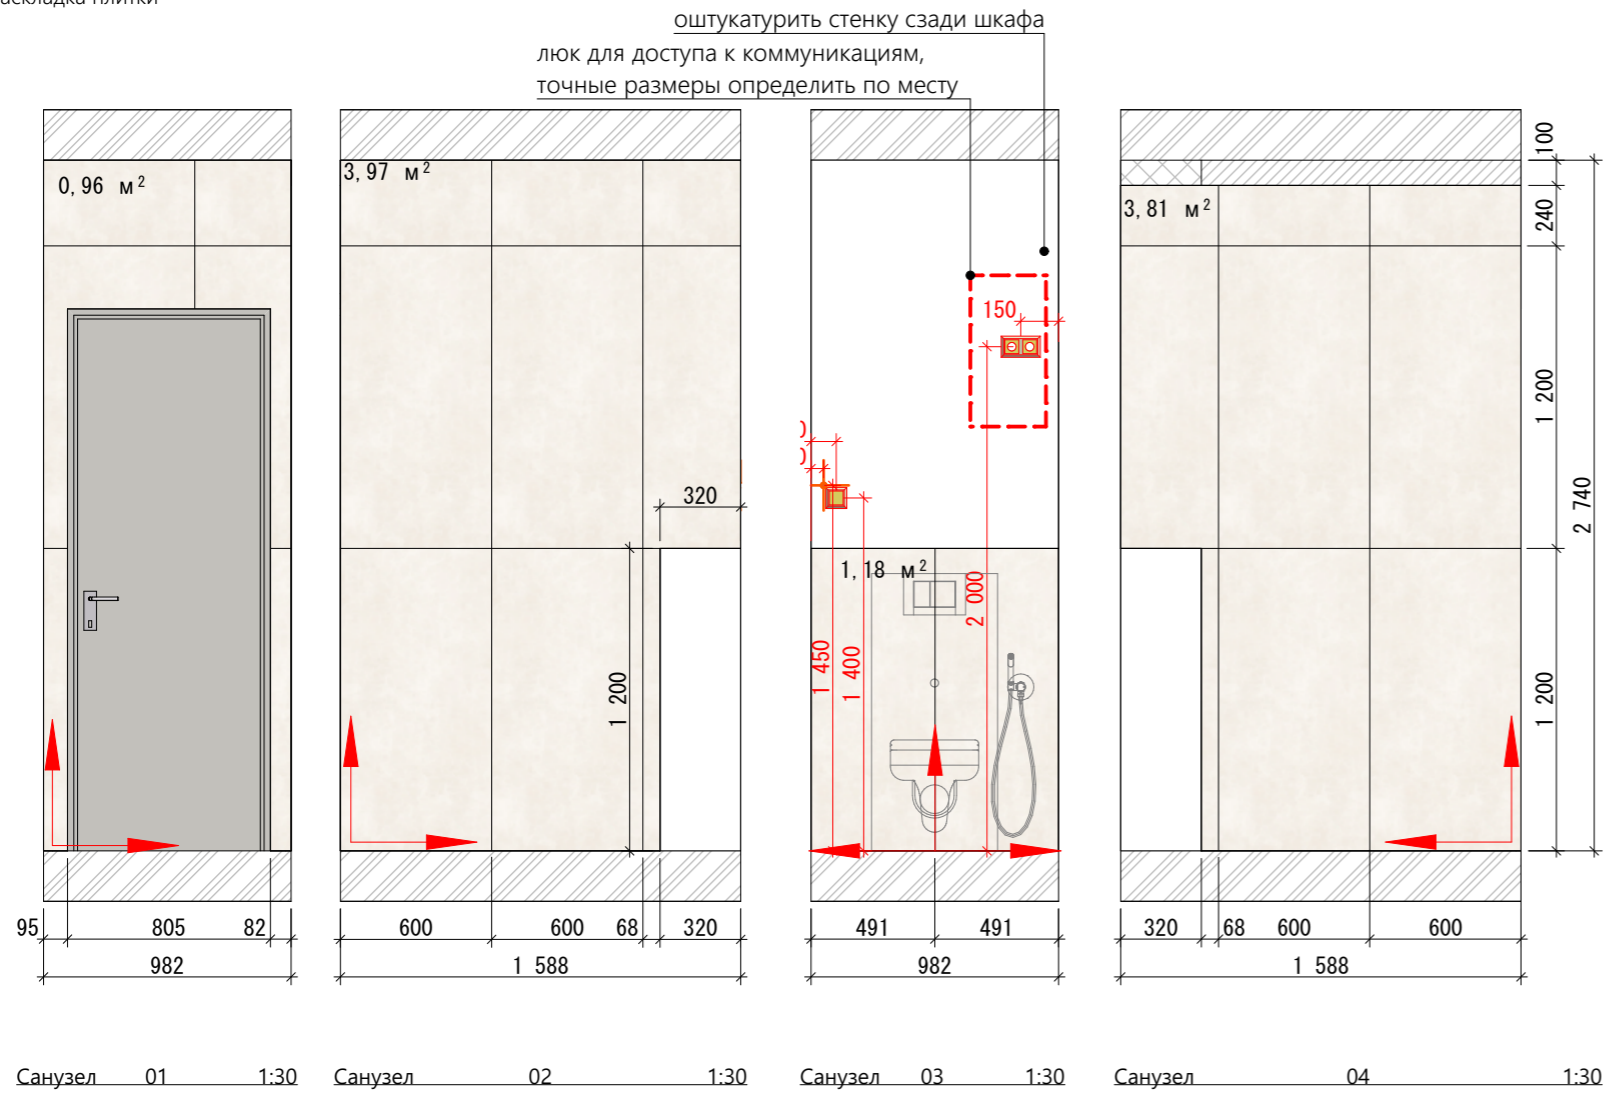 раскладка плитки
оштукатурить стенку сзади шкафа
люк для доступа к коммуникациям,
точные размеры определить по месту
0,96 м²
95
805
82
982
Санузел 01 1:30
3,97 м²
320
1 200
600
600
68
320
1 588
Санузел 02 1:30
150
2 000
1 450
1 400
1,18 м²
491
491
982
Санузел 03 1:30
3,81 м²
100
240
1 200
1 200
2 740
320
68
600
600
1 588
Санузел 04 1:30